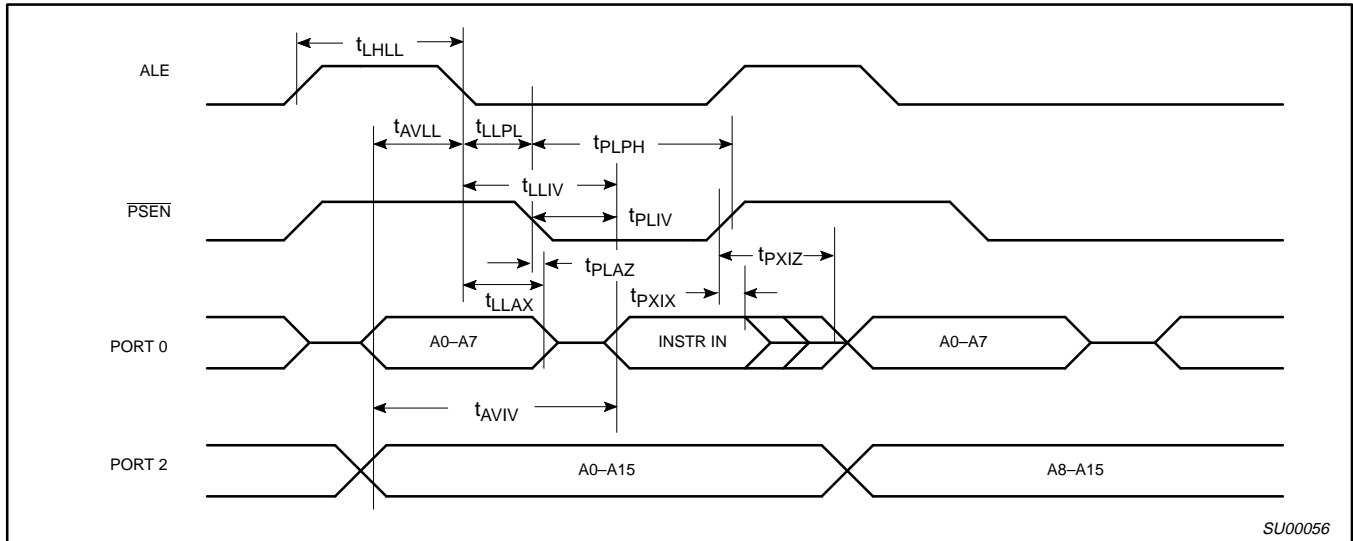 tLHLL
ALE
tAVLL
tLLPL
tPLPH
tLLIV
PSEN
tPLIV
tPLAZ
tPXIZ
tLLAX
tPXIX
PORT 0
A0–A7
INSTR IN
A0–A7
tAVIV
PORT 2
A0–A15
A8–A15
SU00056